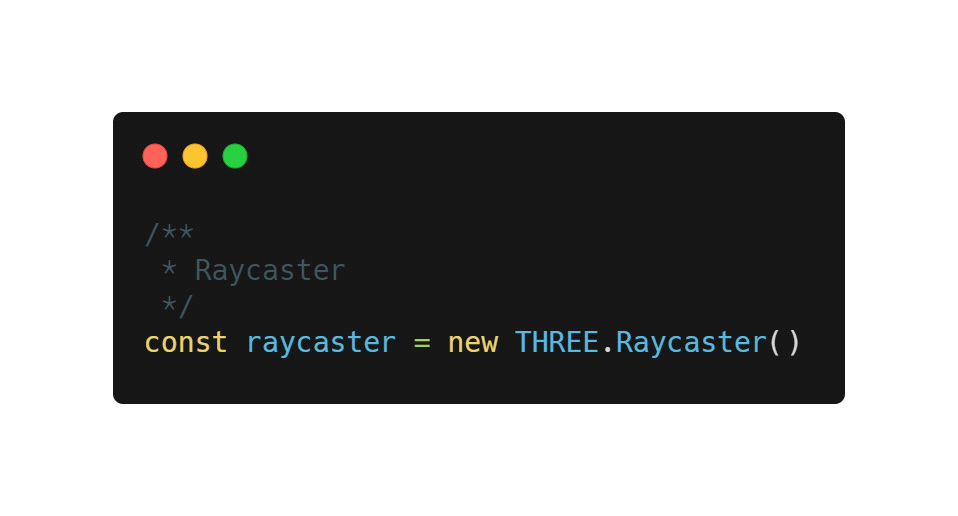 /**
 * Raycaster
 */
const raycaster = new THREE.Raycaster()